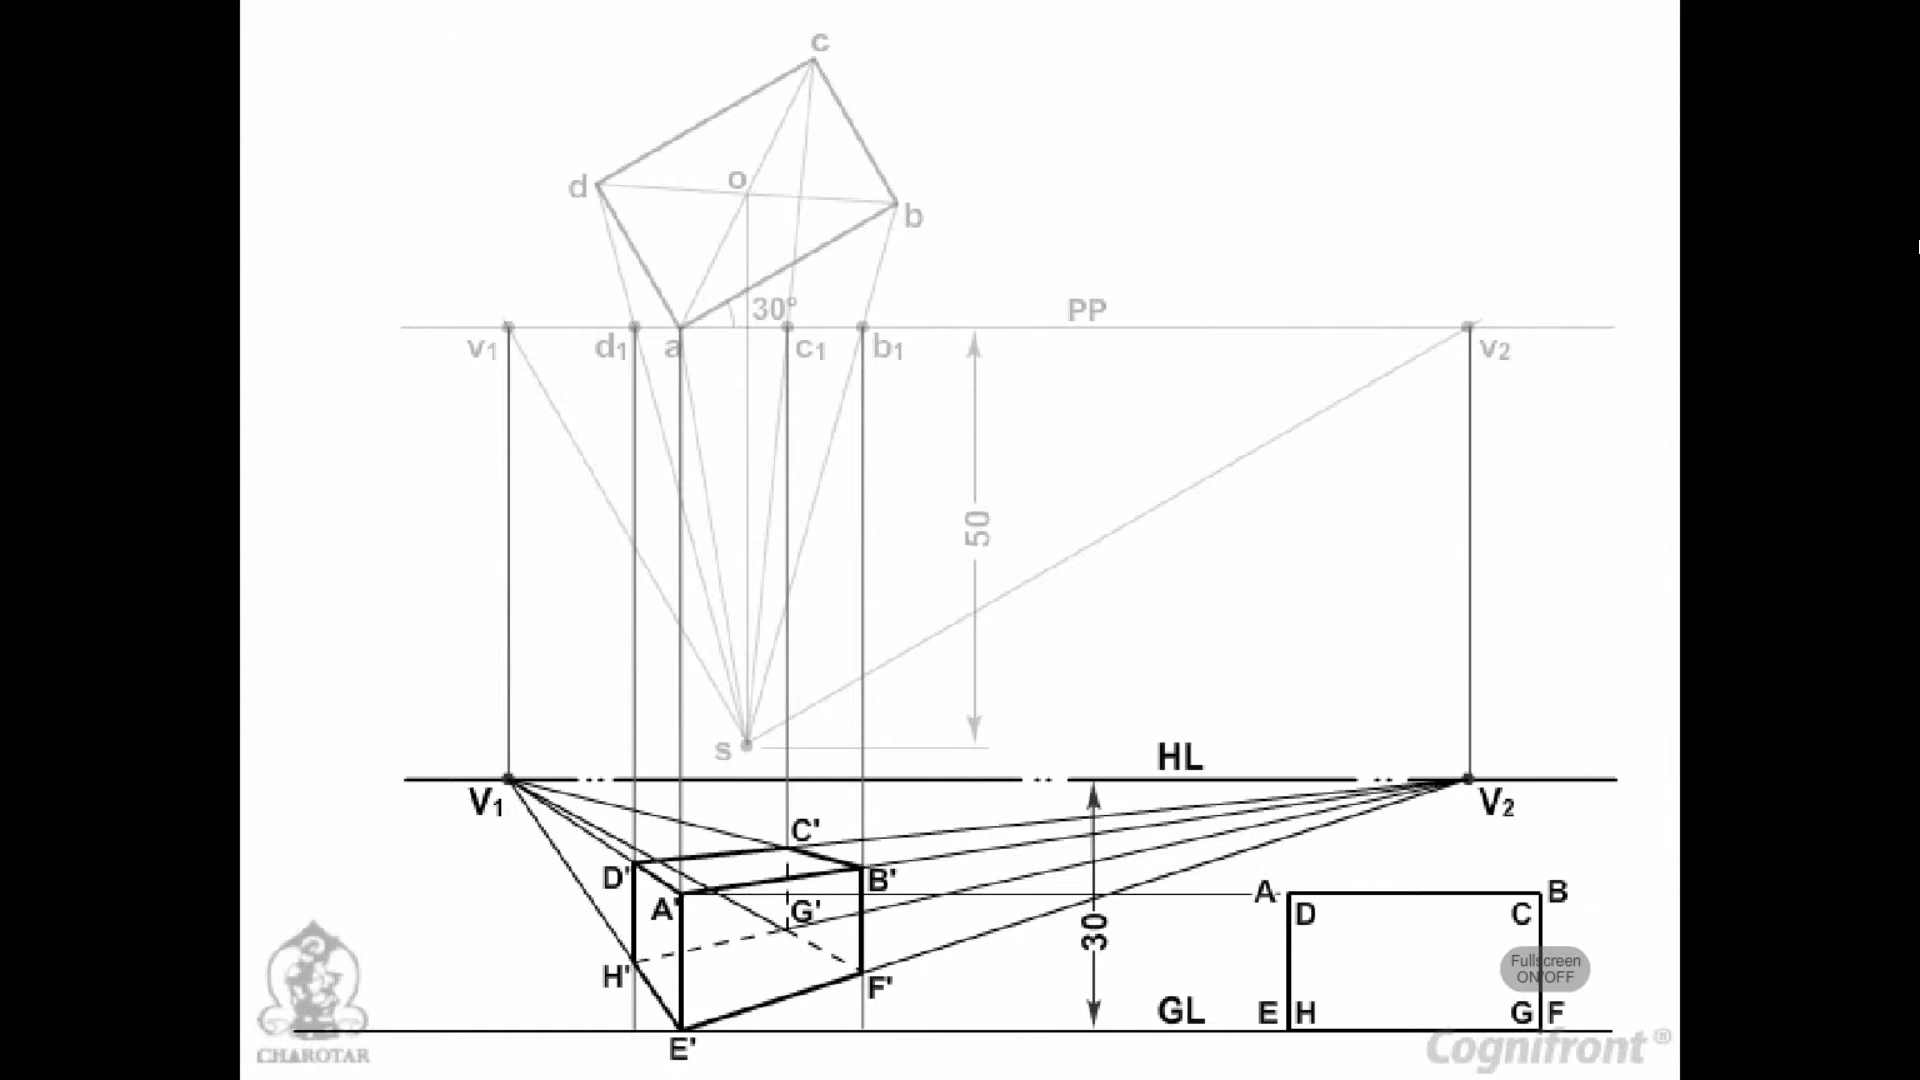 c
d
o
b
30°
PP
v1
d1
a
c1
b1
v2
50
s
HL
V1
V2
C'
D'
B'
A'
G'
A
B
D
C
30
Fullscreen
ON/OFF
H'
F'
GL
E
H
G
F
E'
CHAROTAR
Cognifront®